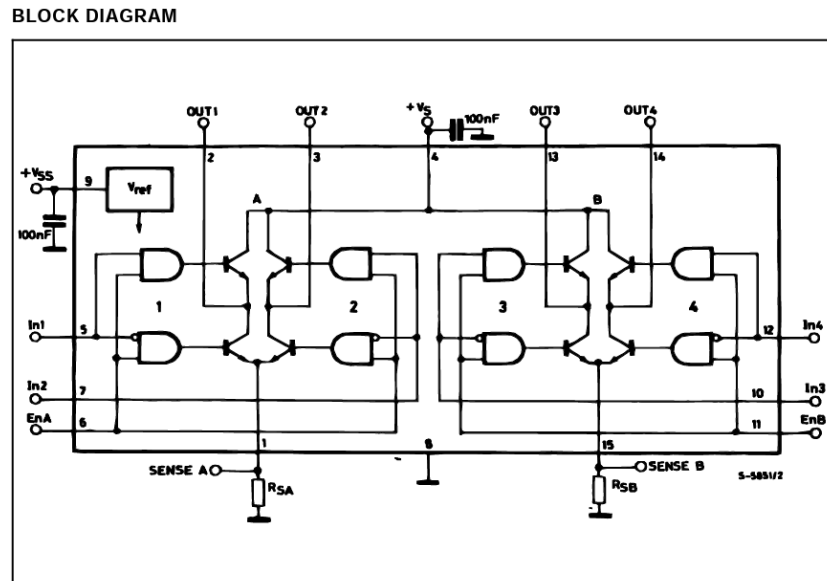 BLOCK DIAGRAM
OUT1
OUT2
+VS
100nF
OUT3
OUT4
2
3
4
13
14
+VSS
9
Vref
A
B
100nF
1
2
3
4
In1
5
12
In4
In2
7
10
In3
EnA
6
11
EnB
1
8
15
SENSE A
SENSE B
S-5851/2
RSA
RSB